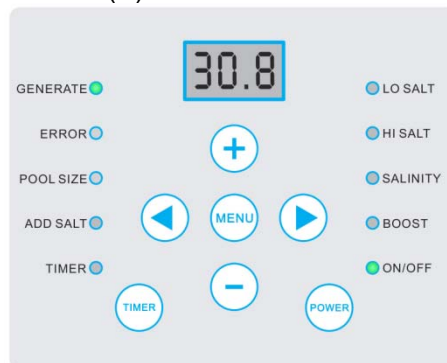 30.8
GENERATE
LO SALT
ERROR
HI SALT
POOL SIZE
SALINITY
MENU
ADD SALT
BOOST
TIMER
ON/OFF
TIMER
POWER